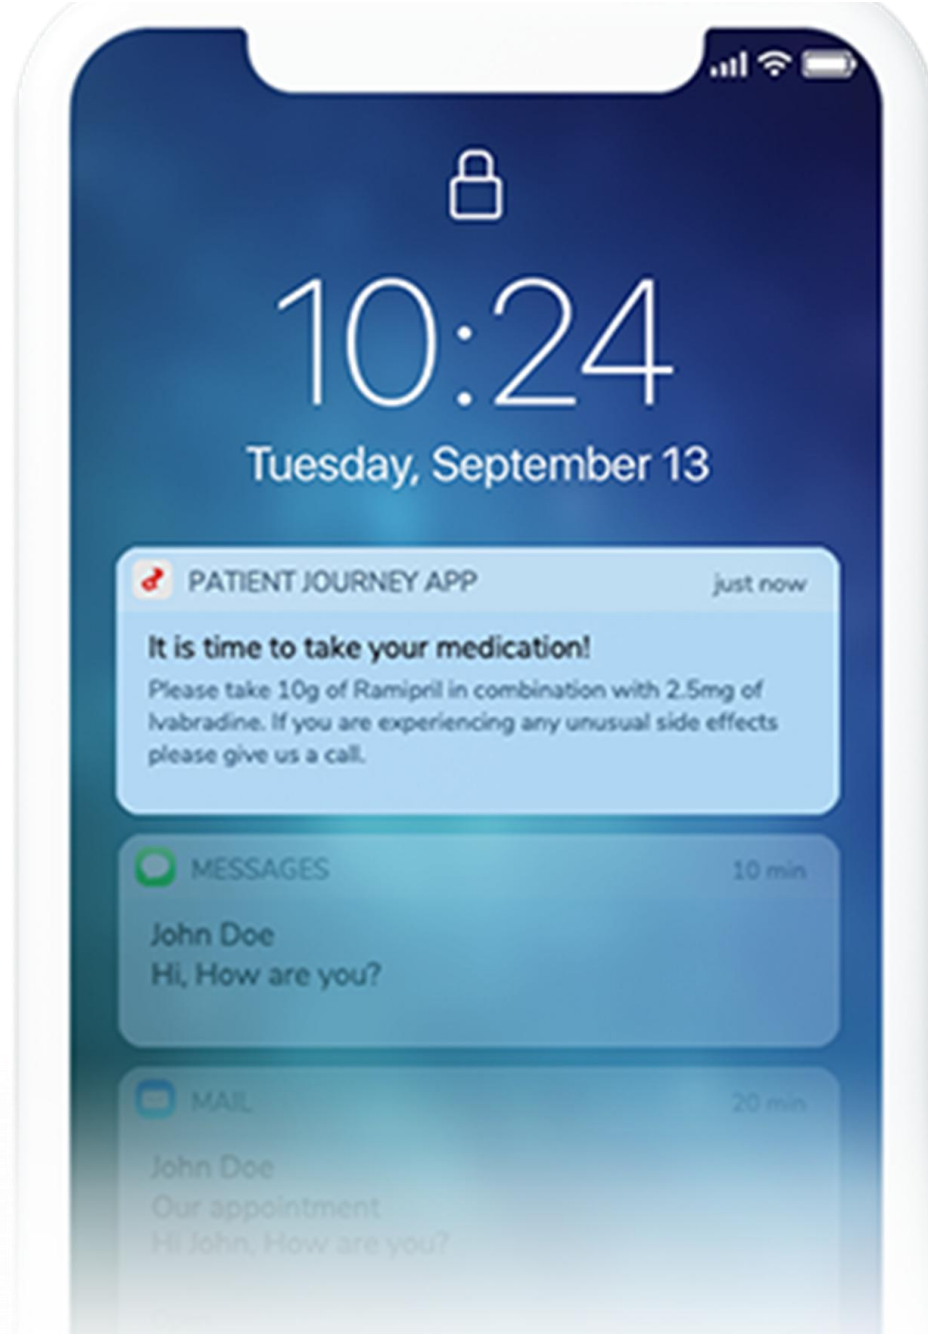 10:24
Tuesday, September 13
PATIENT JOURNEY APP just now
It is time to take your medication!
Please take 10g of Ramipril in combination with 2.5mg of
Ivabradine. If you are experiencing any unusual side effects
please give us a call.
MESSAGES 10 min
John Doe
Hi, How are you?
MAIL 20 min
John Doe
Our appointment
Hi John, How are you?